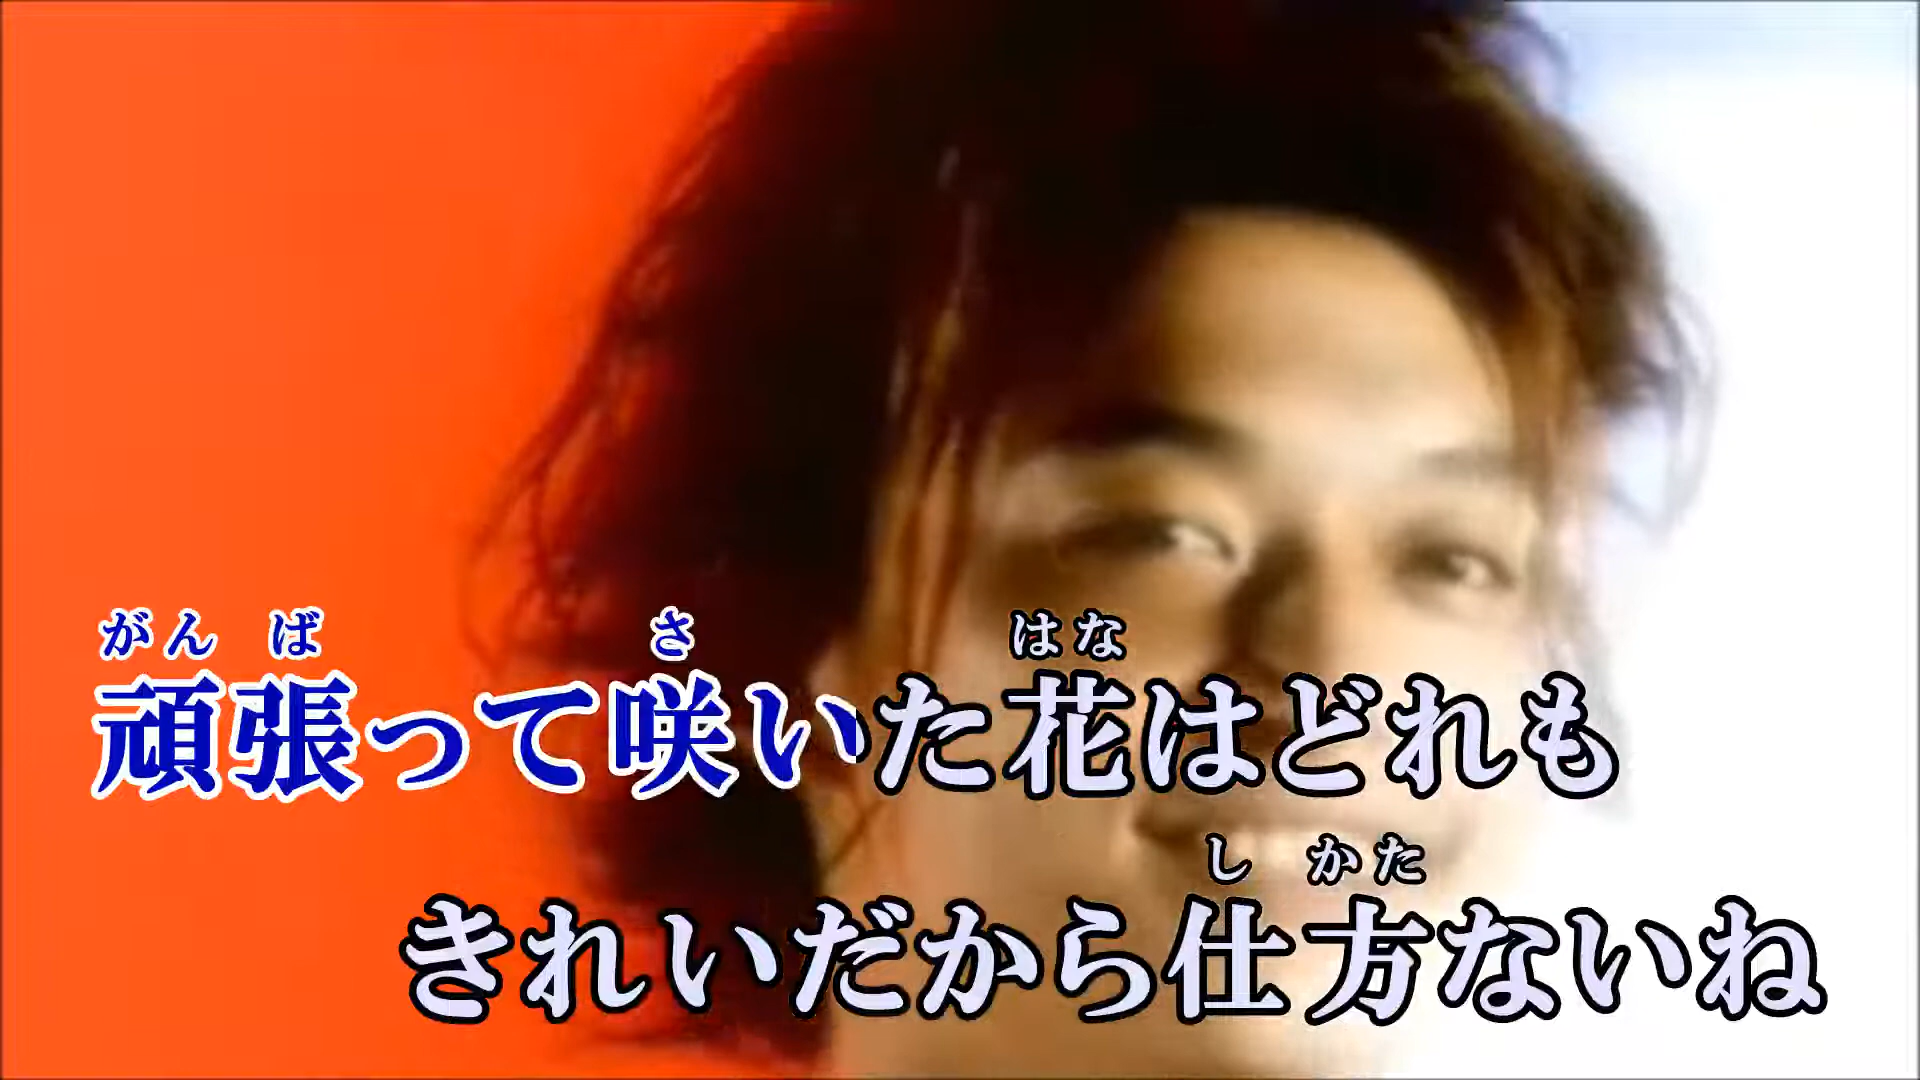 がんば さ はな
頑張って咲いた花はどれも
しかた
きれいだから仕方ないね